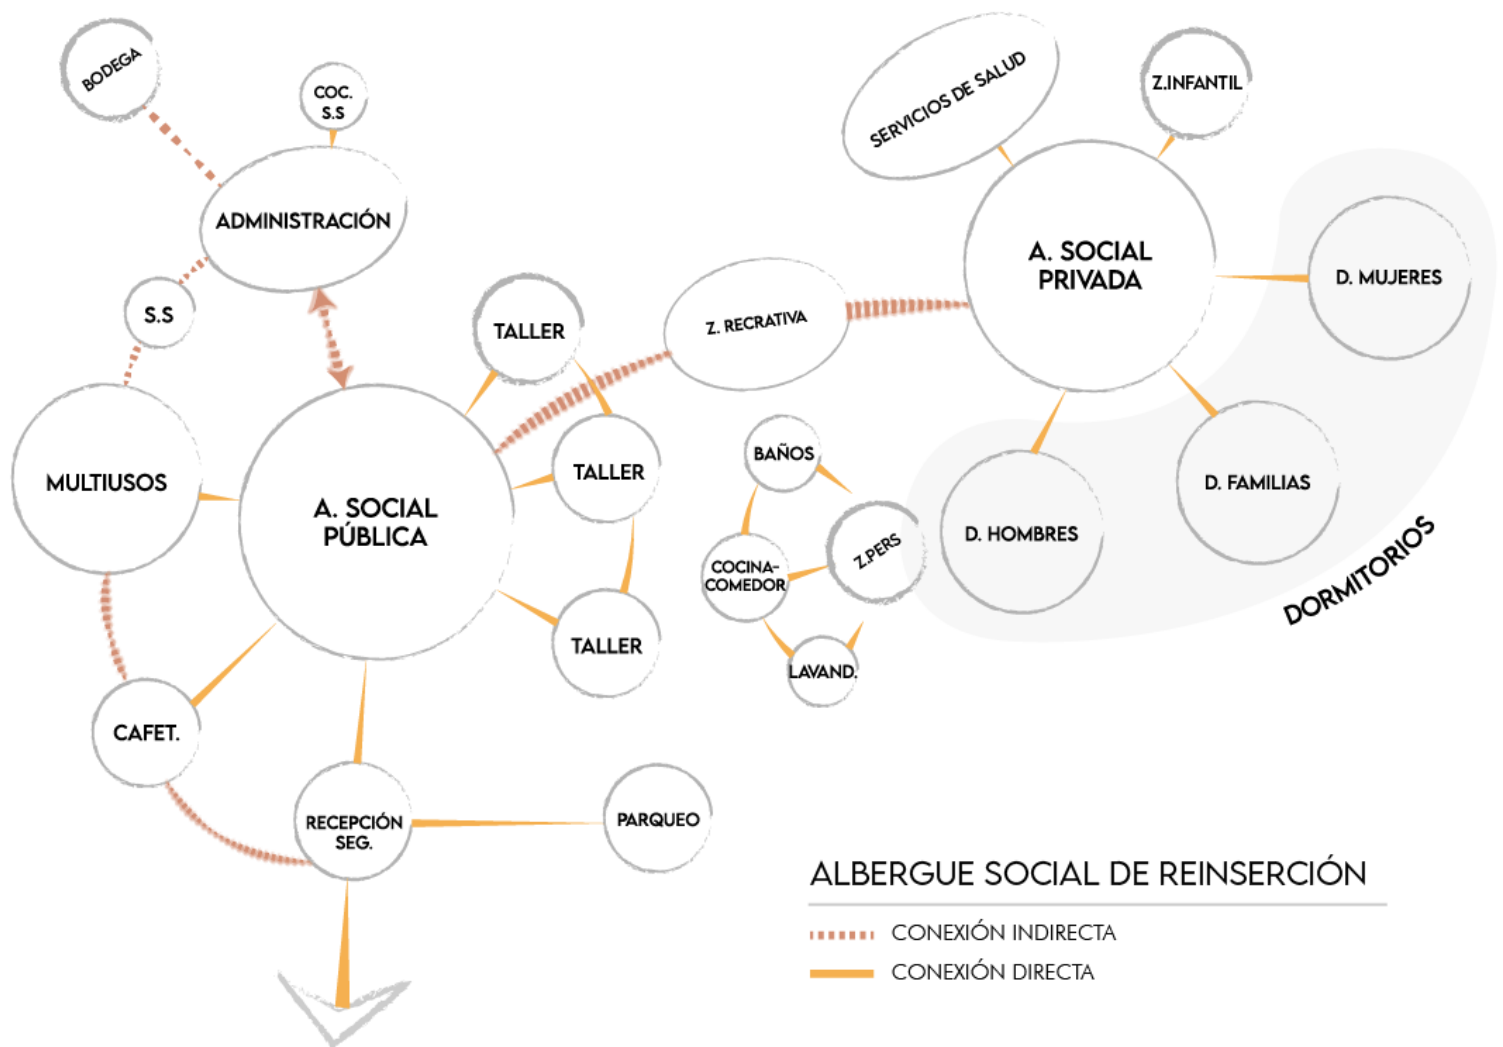 BODEGA
COC.
S.S
ADMINISTRACIÓN
S.S
MULTIUSOS
A. SOCIAL
PÚBLICA
TALLER
TALLER
TALLER
CAFET.
RECEPCIÓN
SEG.
PARQUEO
Z. RECRATIVA
SERVICIOS DE SALUD
Z.INFANTIL
A. SOCIAL
PRIVADA
D. MUJERES
D. FAMILIAS
D. HOMBRES
DORMITORIOS
BAÑOS
COCINA-
COMEDOR
Z.PERS
LAVAND.
ALBERGUE SOCIAL DE REINSERCIÓN
CONEXIÓN INDIRECTA
CONEXIÓN DIRECTA